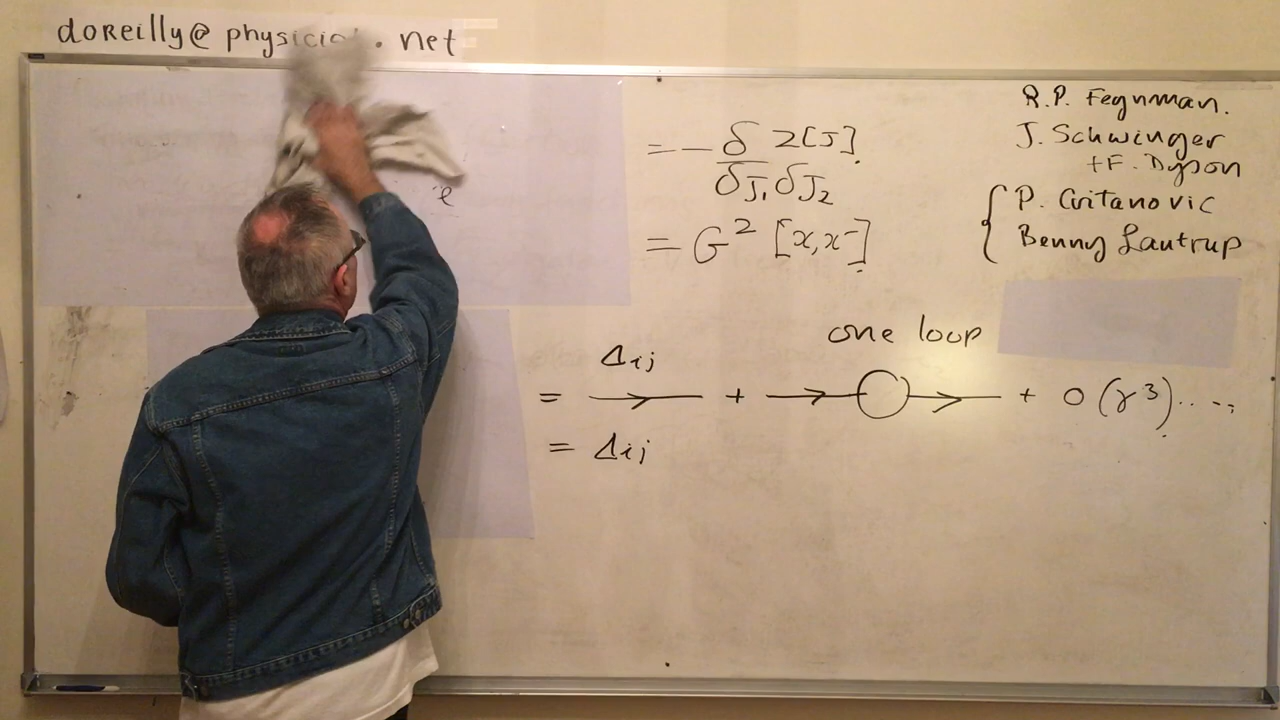 doreilly@ . net
= - δ Z[J]
δJ₁ δJ₂
= G² [x,x-]
e
R.P. Feynman.
J. Schwinger
+F. Dyson
P. Cvitanovic
Benny Lautrup
one loop
Δij
= + + O(γ³)....,
= Δij